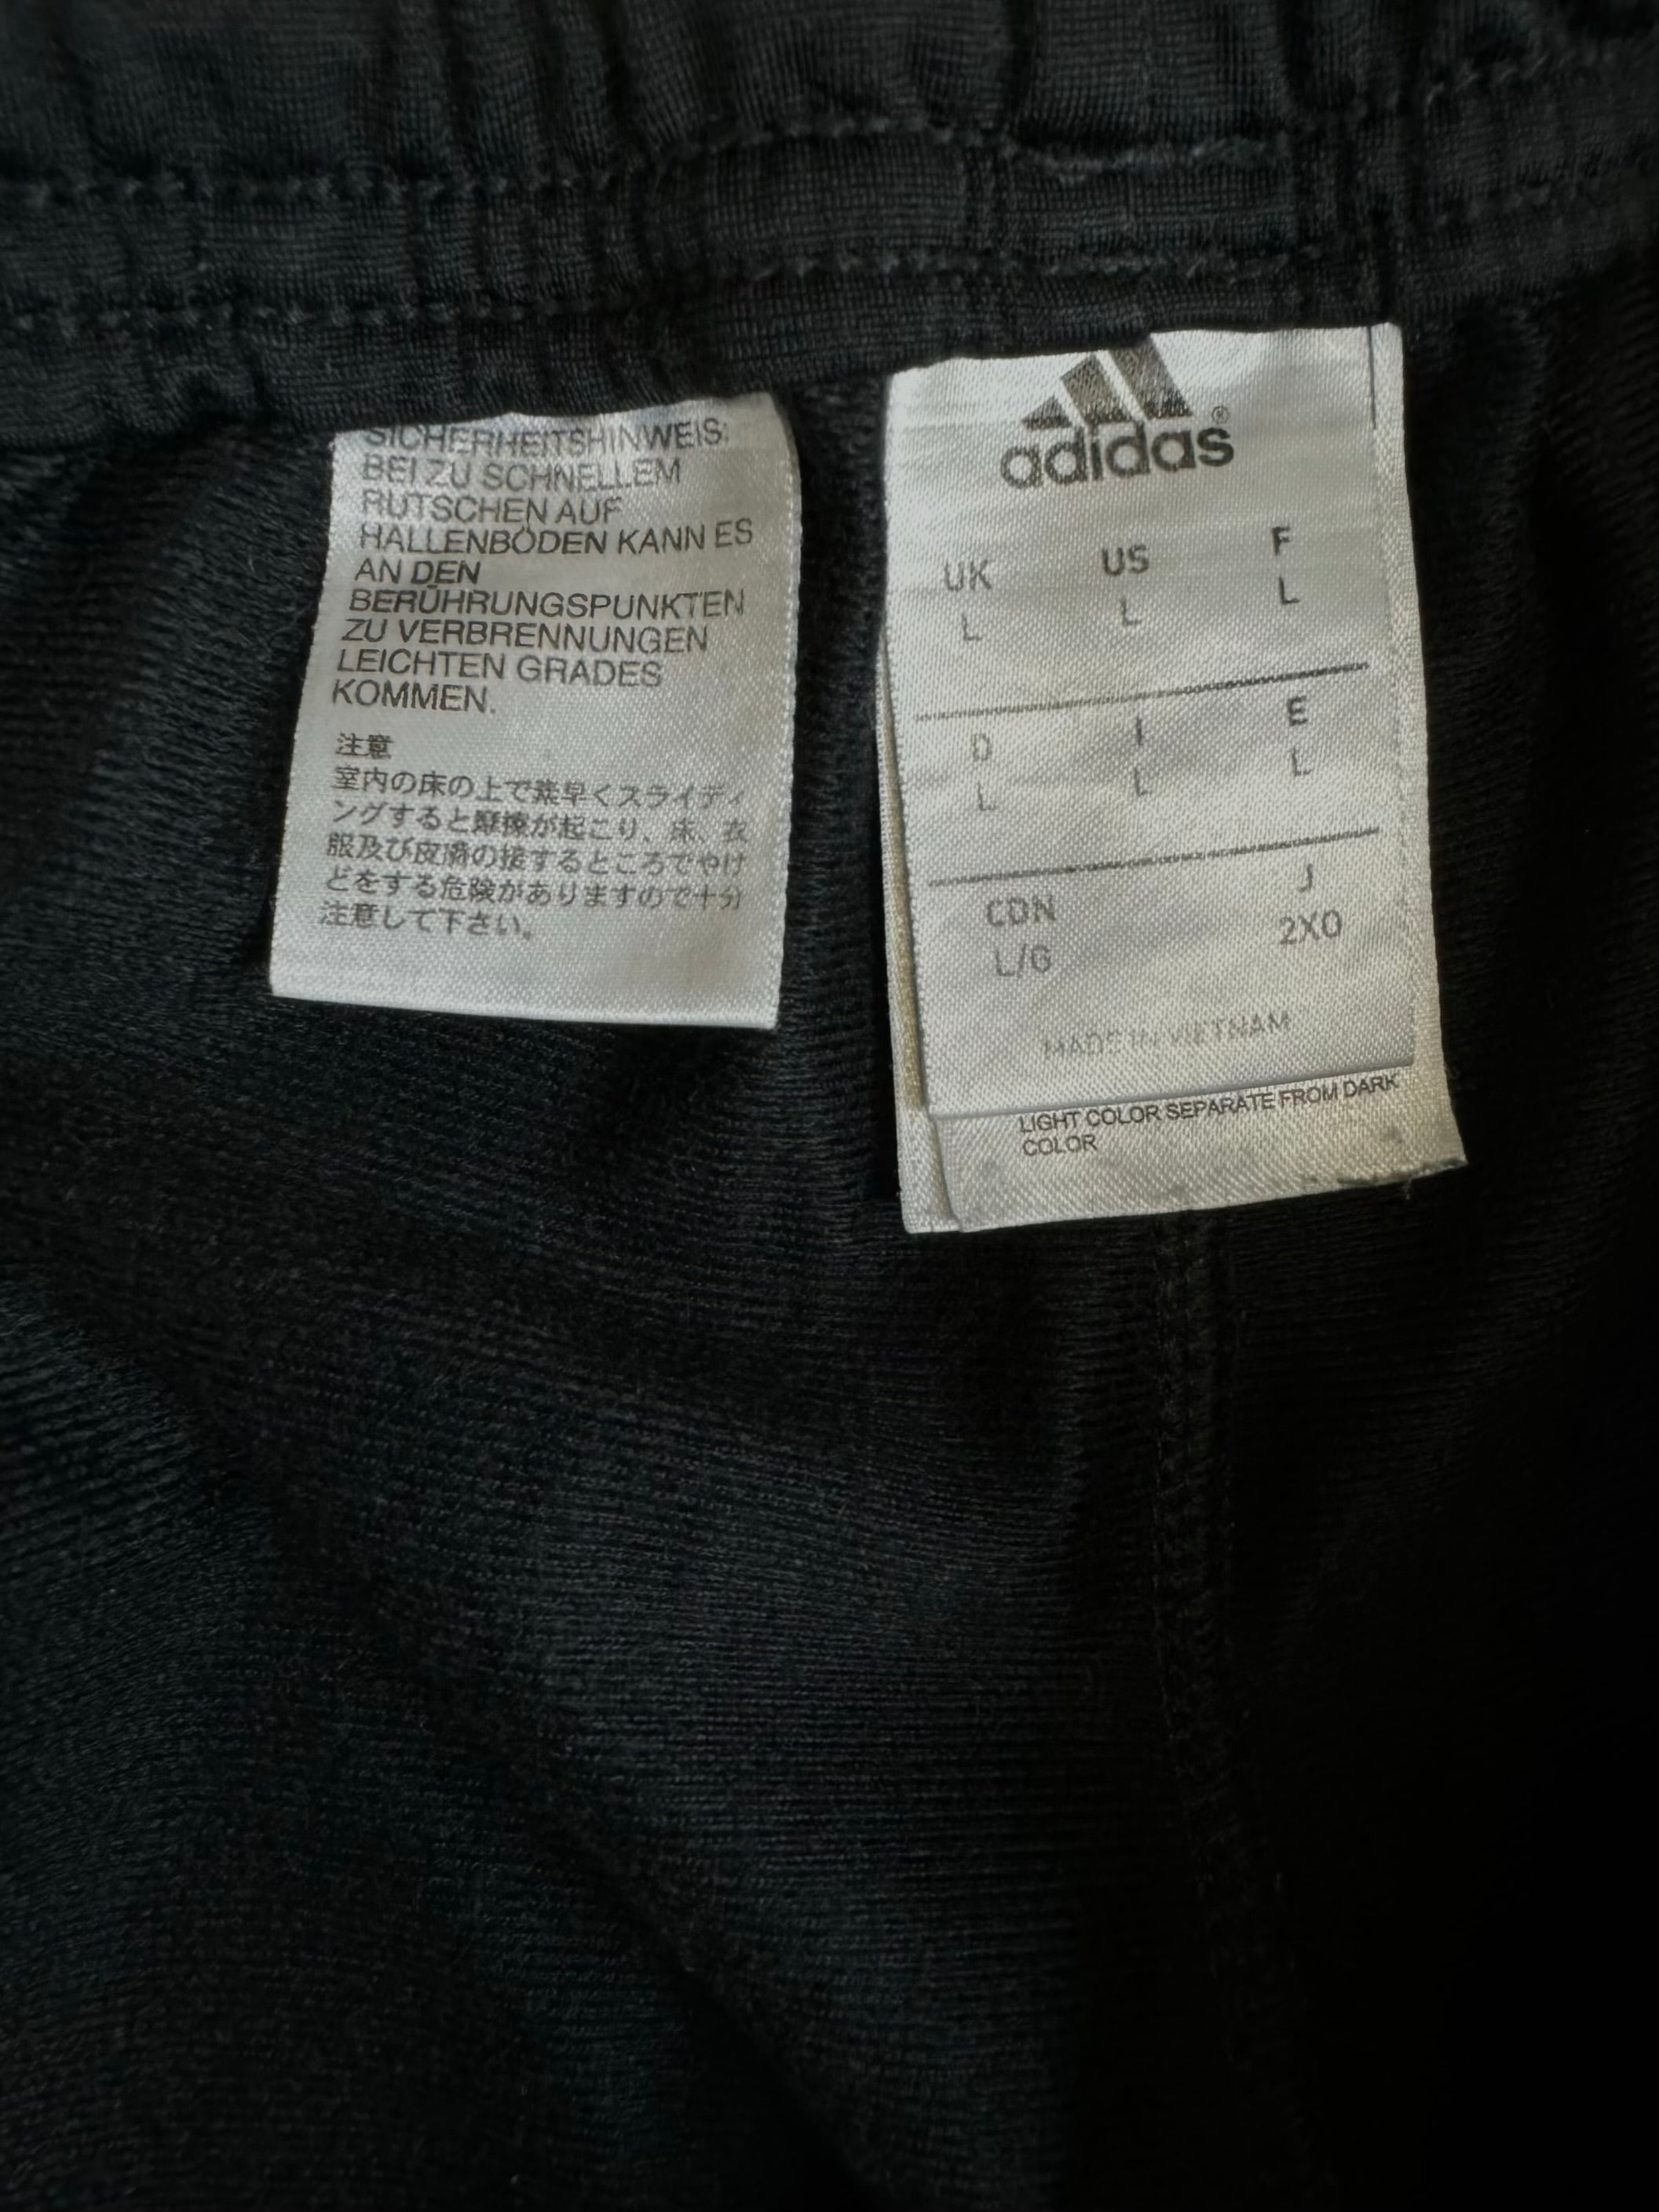 SICHERHEITSHINWEIS:
BEI ZU SCHNELLEM
RUTSCHEN AUF
HALLENBÖDEN KANN ES
AN DEN
BERÜHRUNGSPUNKTEN
ZU VERBRENNUNGEN
LEICHTEN GRADES
KOMMEN.
注意
室内の床の上で素早くスライディ
ングすると摩擦が起こり、床、衣
服及び皮膚の接するところでやけ
どをする危険がありますので十分
注意して下さい。
adidas®
UK US F
L L L
D I E
L L L
CDN J
L/G 2XO
MADE IN VIETNAM
LIGHT COLOR SEPARATE FROM DARK
COLOR